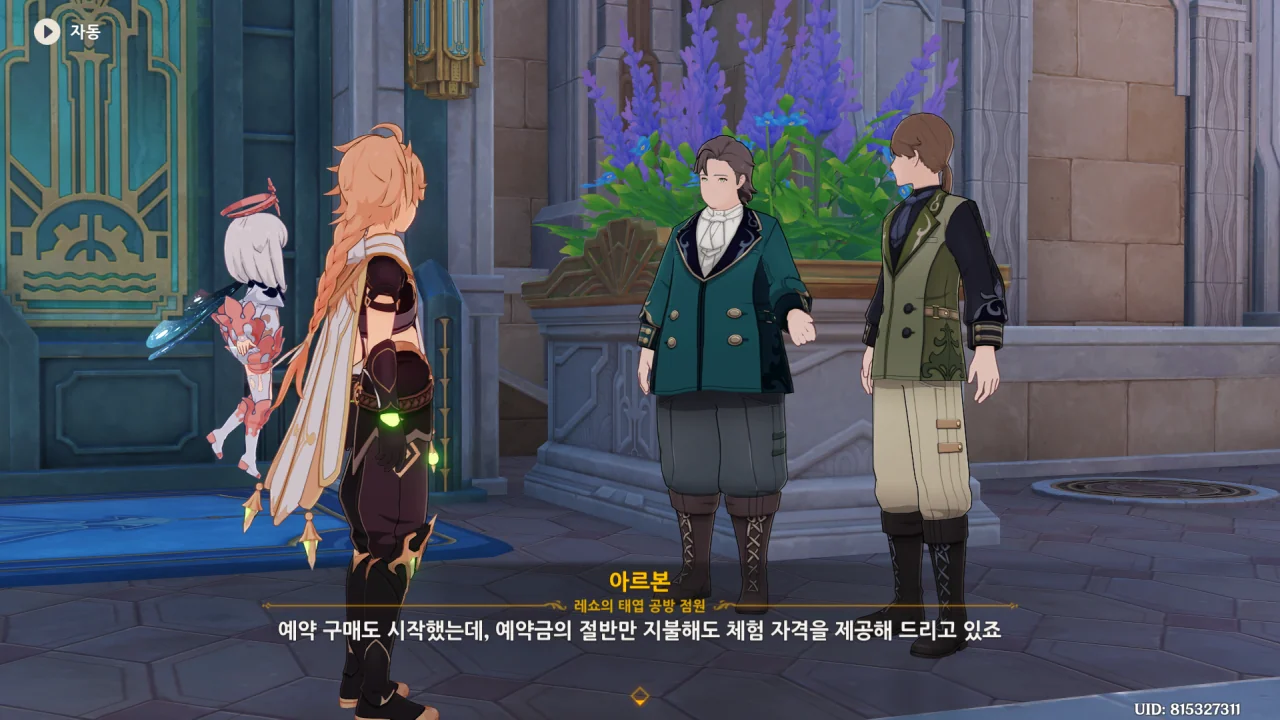 자동
아르본
레쇼의 태엽 공방 점원
예약 구매도 시작했는데, 예약금의 절반만 지불해도 체험 자격을 제공해 드리고 있죠
UID: 815327311